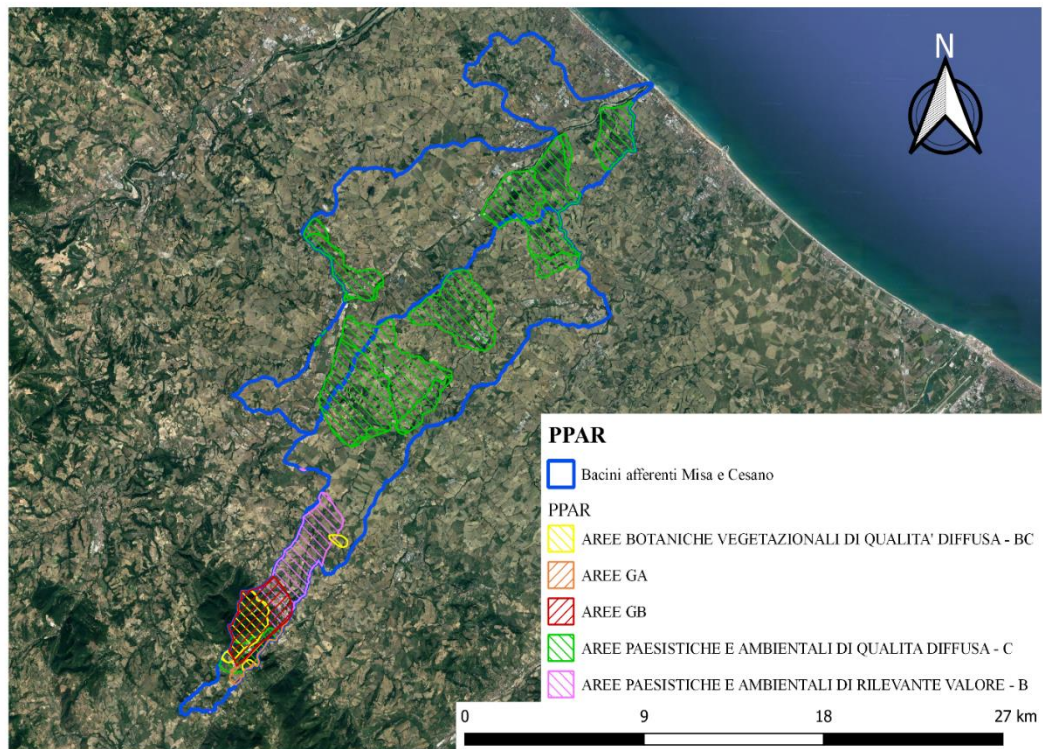 N
PPAR
Bacini afferenti Misa e Cesano
PPAR
AREE BOTANICHE VEGETAZIONALI DI QUALITA' DIFFUSA - BC
AREE GA
AREE GB
AREE PAESISTICHE E AMBIENTALI DI QUALITA DIFFUSA - C
AREE PAESISTICHE E AMBIENTALI DI RILEVANTE VALORE - B
0 9 18 27 km